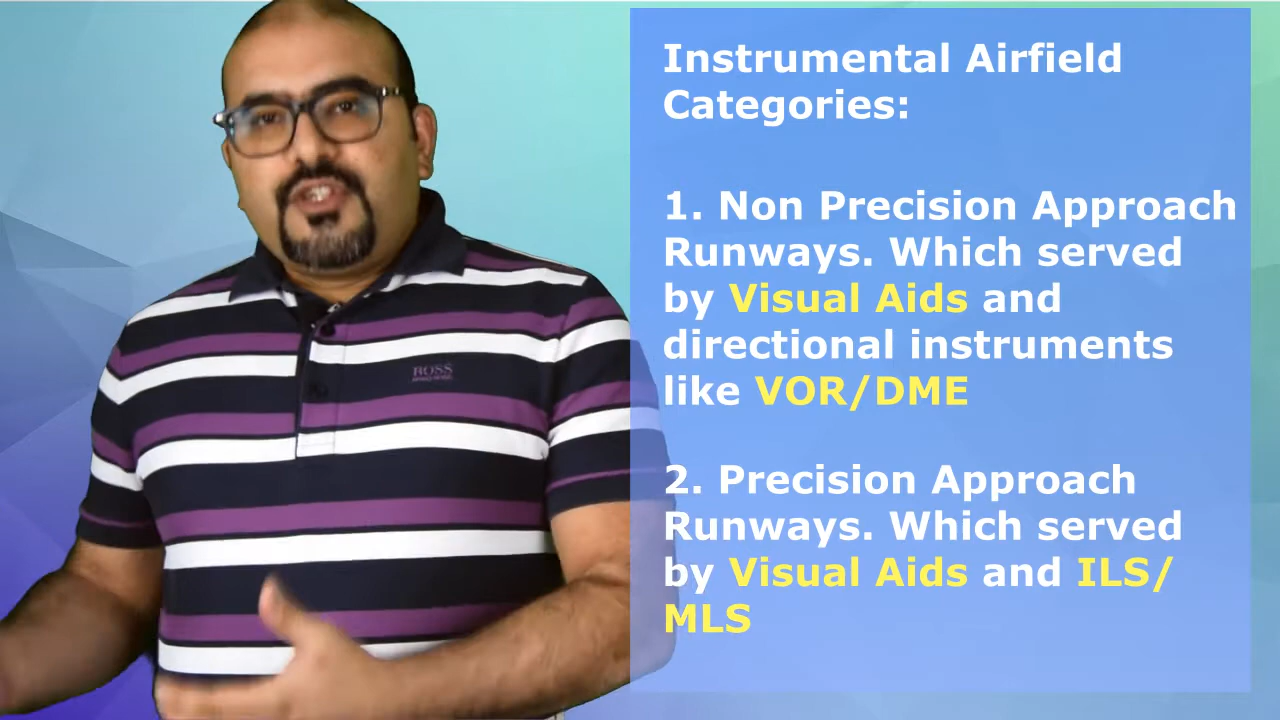 Instrumental Airfield
Categories:
1. Non Precision Approach
Runways. Which served
by Visual Aids and
directional instruments
like VOR/DME
2. Precision Approach
Runways. Which served
by Visual Aids and ILS/
MLS
BOSS